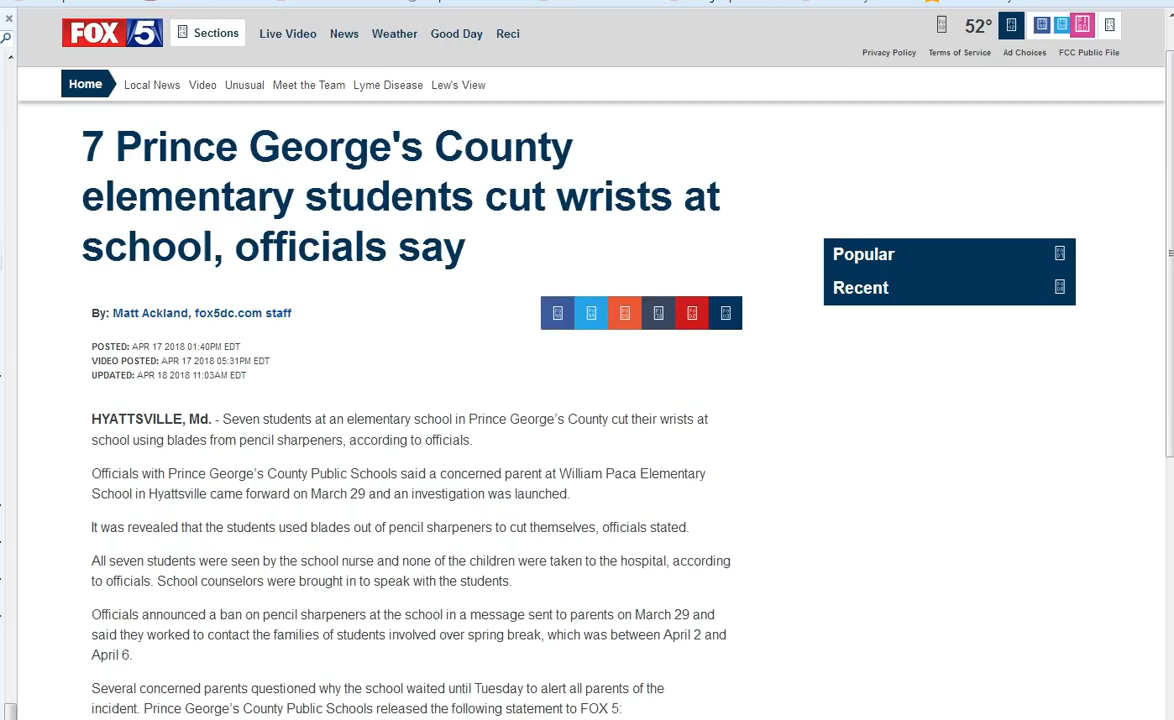 FOX 5
Sections
Live Video News Weather Good Day Reci
52°
Privacy Policy Terms of Service Ad Choices FCC Public File
Home Local News Video Unusual Meet the Team Lyme Disease Lew's View
7 Prince George's County
elementary students cut wrists at
school, officials say
Popular
Recent
By: Matt Ackland, fox5dc.com staff
POSTED: APR 17 2018 01:40PM EDT
VIDEO POSTED: APR 17 2018 05:31PM EDT
UPDATED: APR 18 2018 11:03AM EDT
HYATTSVILLE, Md. - Seven students at an elementary school in Prince George's County cut their wrists at
school using blades from pencil sharpeners, according to officials.
Officials with Prince George's County Public Schools said a concerned parent at William Paca Elementary
School in Hyattsville came forward on March 29 and an investigation was launched.
It was revealed that the students used blades out of pencil sharpeners to cut themselves, officials stated.
All seven students were seen by the school nurse and none of the children were taken to the hospital, according
to officials. School counselors were brought in to speak with the students.
Officials announced a ban on pencil sharpeners at the school in a message sent to parents on March 29 and
said they worked to contact the families of students involved over spring break, which was between April 2 and
April 6.
Several concerned parents questioned why the school waited until Tuesday to alert all parents of the
incident. Prince George's County Public Schools released the following statement to FOX 5: